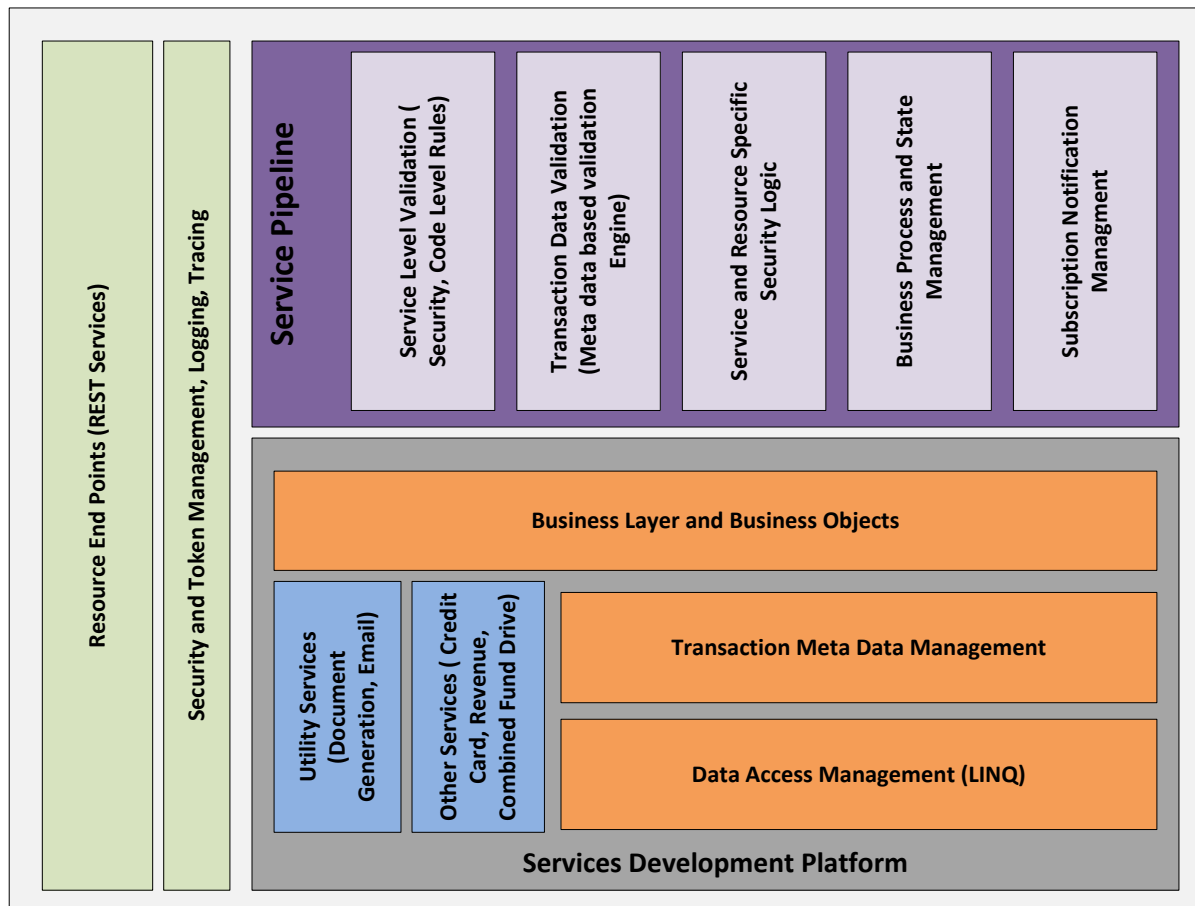 Resource End Points (REST Services)
Security and Token Management, Logging, Tracing
Service Pipeline
Service Level Validation (
Security, Code Level Rules)
Transaction Data Validation
(Meta data based validation
Engine)
Service and Resource Specific
Security Logic
Business Process and State
Management
Subscription Notification
Managment
Business Layer and Business Objects
Utility Services
(Document
Generation, Email)
Other Services ( Credit
Card, Revenue,
Combined Fund Drive)
Transaction Meta Data Management
Data Access Management (LINQ)
Services Development Platform